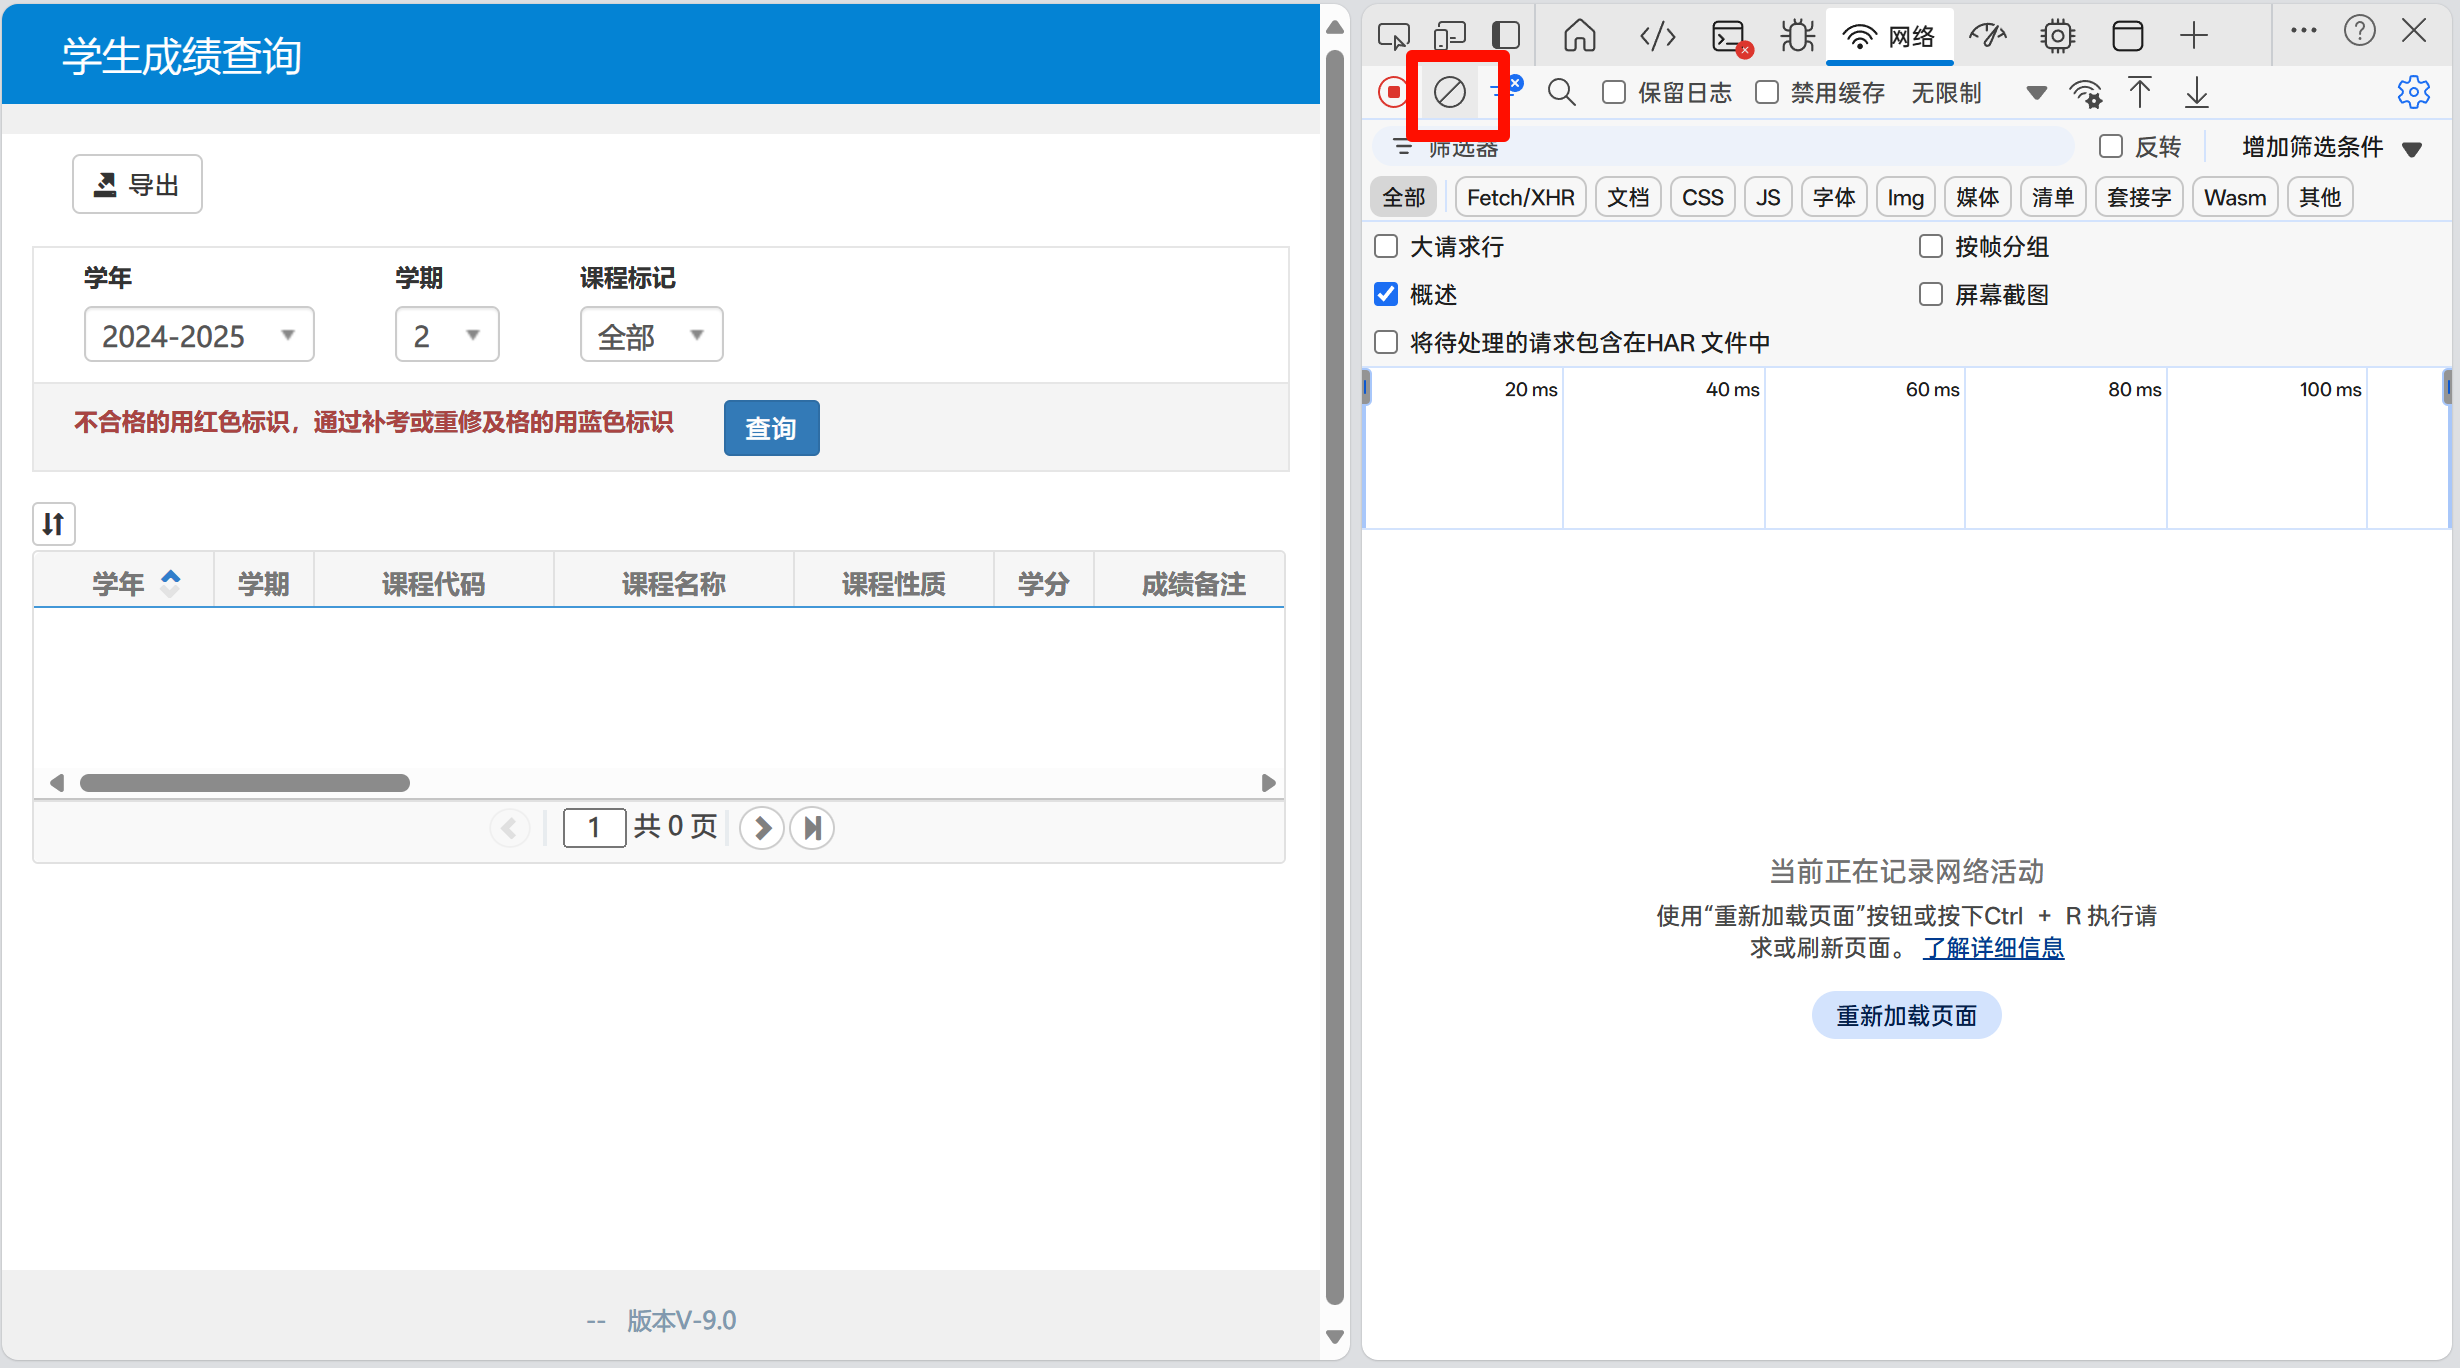 学生成绩查询
导出
学年 学期 课程标记
2024-2025 2 全部
不合格的用红色标识，通过补考或重修及格的用蓝色标识 查询
学年 学期 课程代码 课程名称 课程性质 学分 成绩备注
1 共 0 页
-- 版本V-9.0
网络
保留日志 禁用缓存 无限制
筛选器 反转 增加筛选条件
全部 Fetch/XHR 文档 CSS JS 字体 Img 媒体 清单 套接字 Wasm 其他
大请求行 按帧分组
概述 屏幕截图
将待处理的请求包含在HAR 文件中
20 ms 40 ms 60 ms 80 ms 100 ms
当前正在记录网络活动
使用“重新加载页面”按钮或按下Ctrl + R 执行请
求或刷新页面。 了解详细信息
重新加载页面